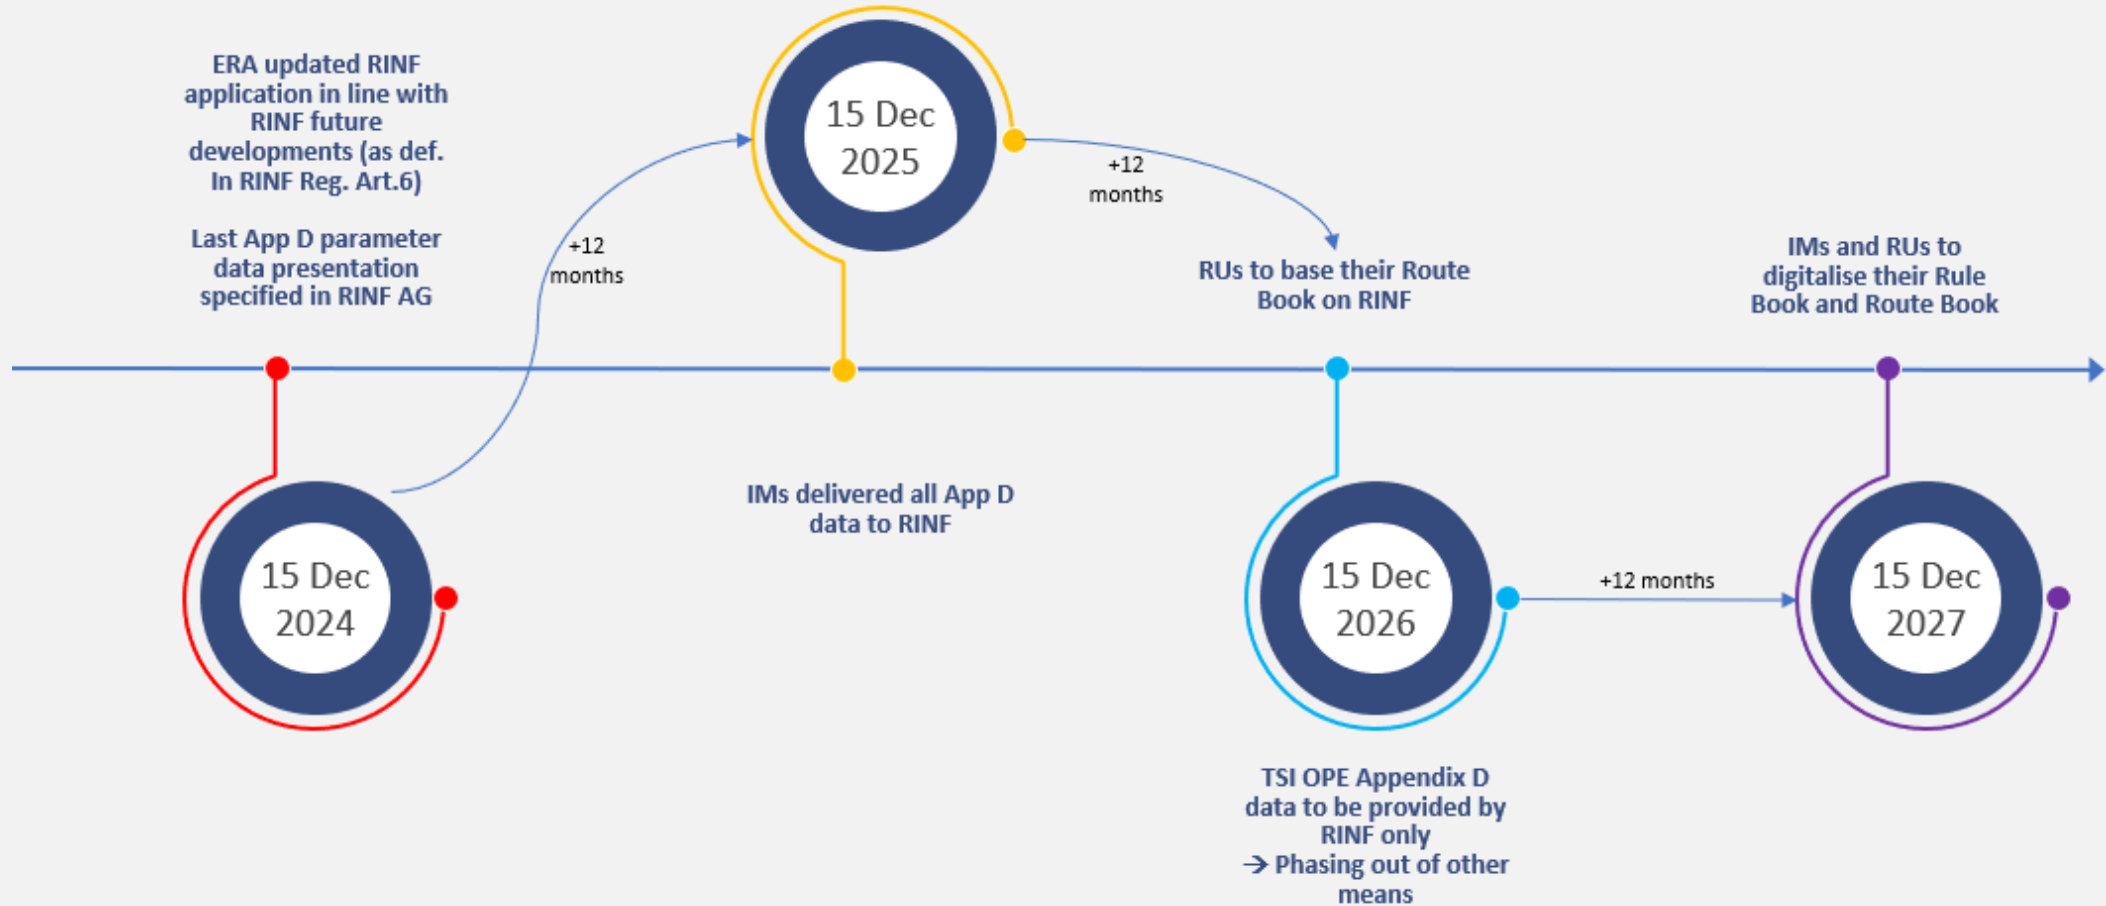 ERA updated RINF
application in line with
RINF future
developments (as def.
In RINF Reg. Art.6)
Last App D parameter
data presentation
specified in RINF AG
15 Dec
2024
+12
months
15 Dec
2025
IMs delivered all App D
data to RINF
+12
months
RUs to base their Route
Book on RINF
15 Dec
2026
TSI OPE Appendix D
data to be provided by
RINF only
→ Phasing out of other
means
+12 months
IMs and RUs to
digitalise their Rule
Book and Route Book
15 Dec
2027